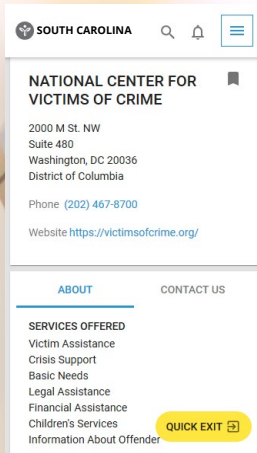 SOUTH CAROLINA
NATIONAL CENTER FOR
VICTIMS OF CRIME
2000 M St. NW
Suite 480
Washington, DC 20036
District of Columbia
Phone (202) 467-8700
Website https://victimsofcrime.org/
ABOUT CONTACT US
SERVICES OFFERED
Victim Assistance
Crisis Support
Basic Needs
Legal Assistance
Financial Assistance
Children's Services
QUICK EXIT
Information About Offender